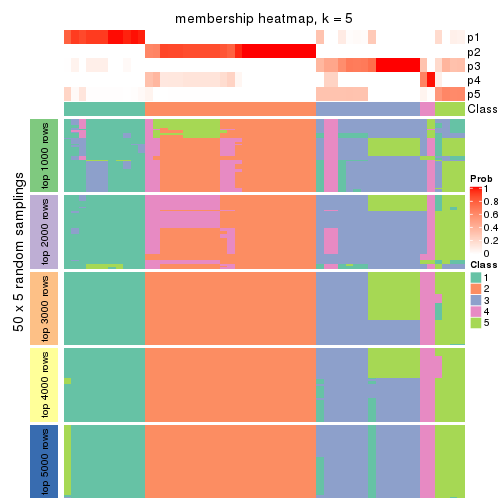 membership heatmap, k = 5
p1
p2
p3
p4
p5
Class
50 x 5 random samplings
top 1000 rows
top 2000 rows
top 3000 rows
top 4000 rows
top 5000 rows
Prob
1
0.8
0.6
0.4
0.2
0
Class
1
2
3
4
5